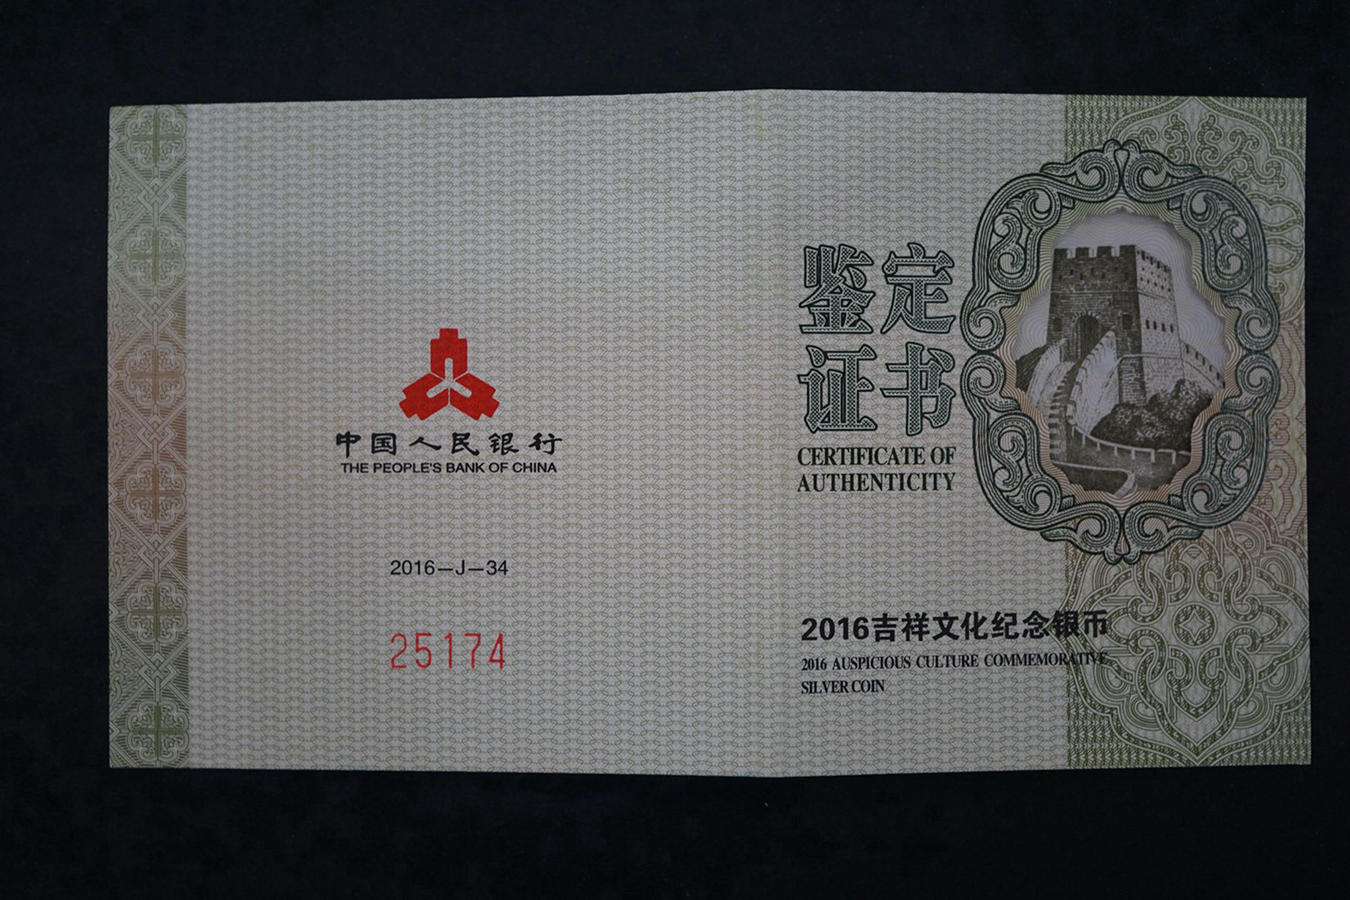 中国人民银行
THE PEOPLE'S BANK OF CHINA
2016—J—34
25174
鉴定
证书
CERTIFICATE OF
AUTHENTICITY
2016吉祥文化纪念银币
2016 AUSPICIOUS CULTURE COMMEMORATIVE
SILVER COIN